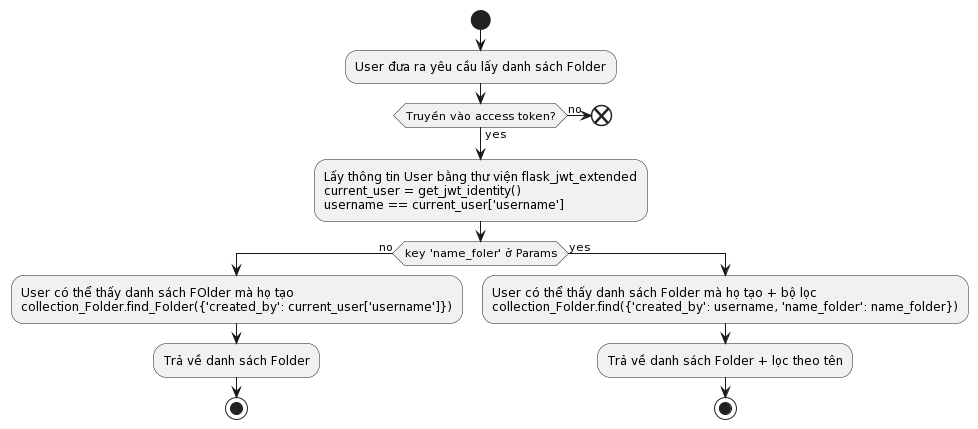 User đưa ra yêu cầu lấy danh sách Folder
Truyền vào access token?
no
yes
Lấy thông tin User bằng thư viện flask_jwt_extended
current_user = get_jwt_identity()
username == current_user['username']
no
key 'name_foler' ở Params
yes
User có thể thấy danh sách FOlder mà họ tạo
collection_Folder.find_Folder({'created_by': current_user['username']})
User có thể thấy danh sách Folder mà họ tạo + bộ lọc
collection_Folder.find({'created_by': username, 'name_folder': name_folder})
Trả về danh sách Folder
Trả về danh sách Folder + lọc theo tên